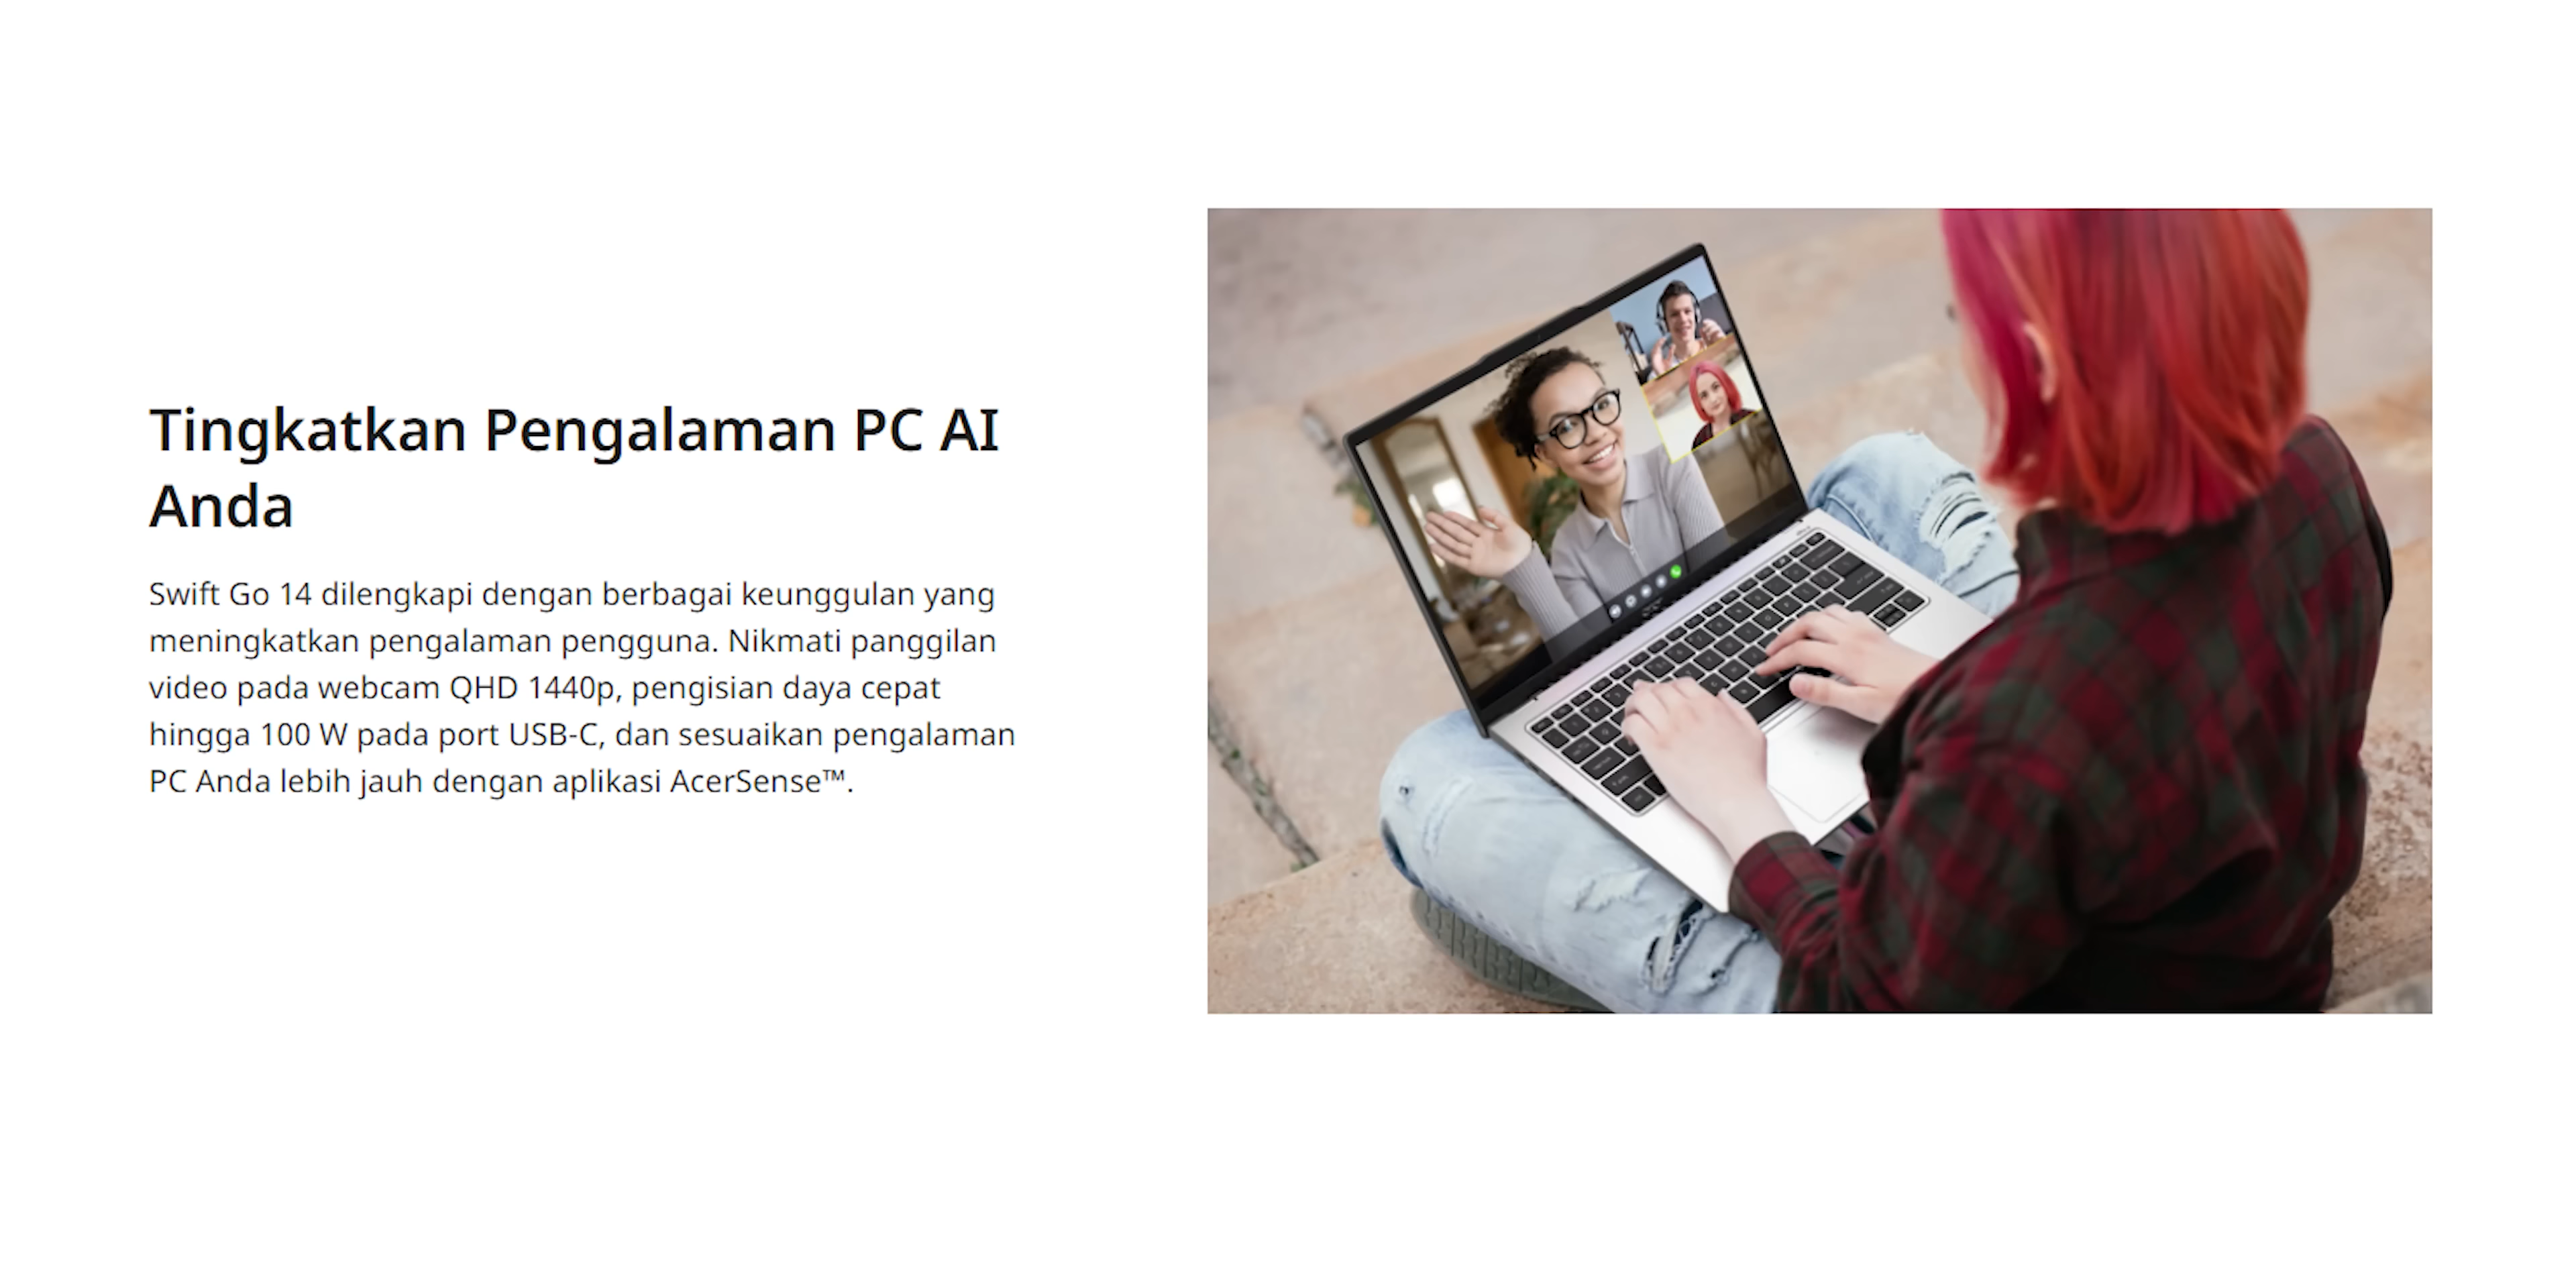 Tingkatkan Pengalaman PC AI
Anda
Swift Go 14 dilengkapi dengan berbagai keunggulan yang
meningkatkan pengalaman pengguna. Nikmati panggilan
video pada webcam QHD 1440p, pengisian daya cepat
hingga 100 W pada port USB-C, dan sesuaikan pengalaman
PC Anda lebih jauh dengan aplikasi AcerSense™.